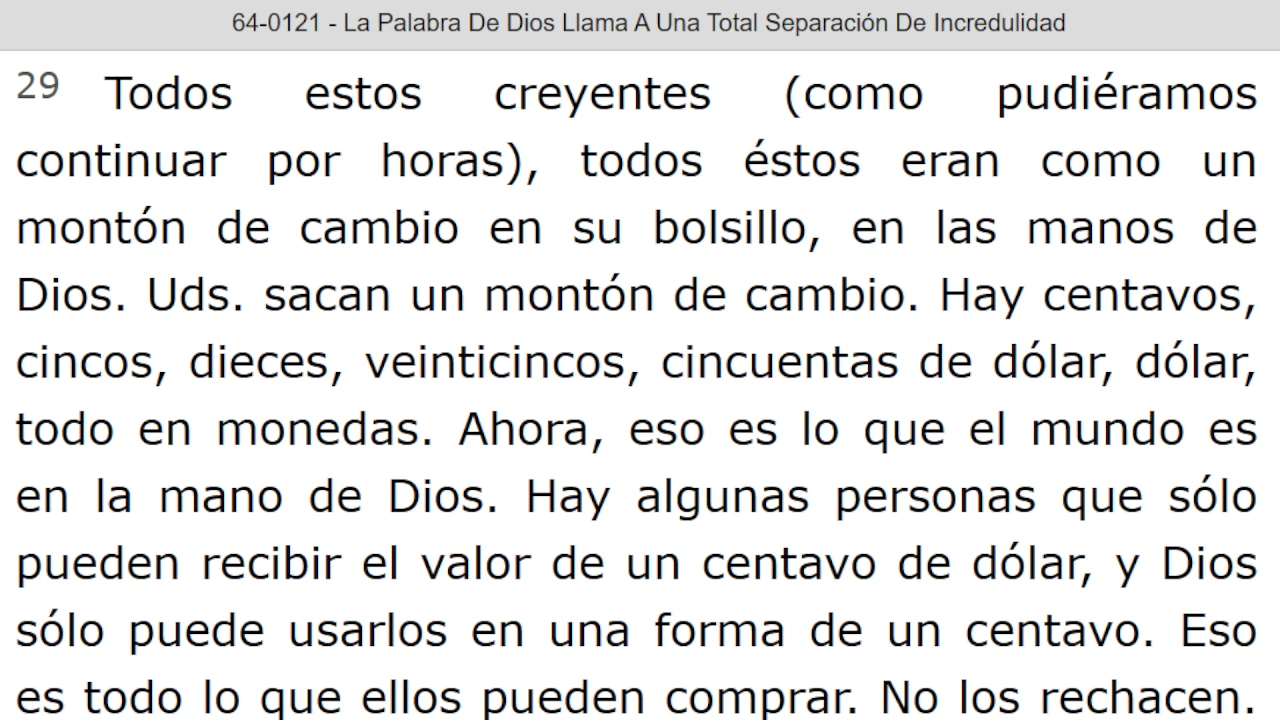 64-0121 - La Palabra De Dios Llama A Una Total Separación De Incredulidad
29 Todos estos creyentes (como pudiéramos
continuar por horas), todos éstos eran como un
montón de cambio en su bolsillo, en las manos de
Dios. Uds. sacan un montón de cambio. Hay centavos,
cincos, dieces, veinticincos, cincuentas de dólar, dólar,
todo en monedas. Ahora, eso es lo que el mundo es
en la mano de Dios. Hay algunas personas que sólo
pueden recibir el valor de un centavo de dólar, y Dios
sólo puede usarlos en una forma de un centavo. Eso
es todo lo que ellos pueden comprar. No los rechacen.